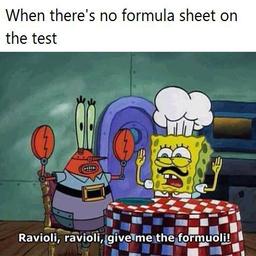 When there's no formula sheet on
the test
Ravioli, ravioli, give me the formuoli!